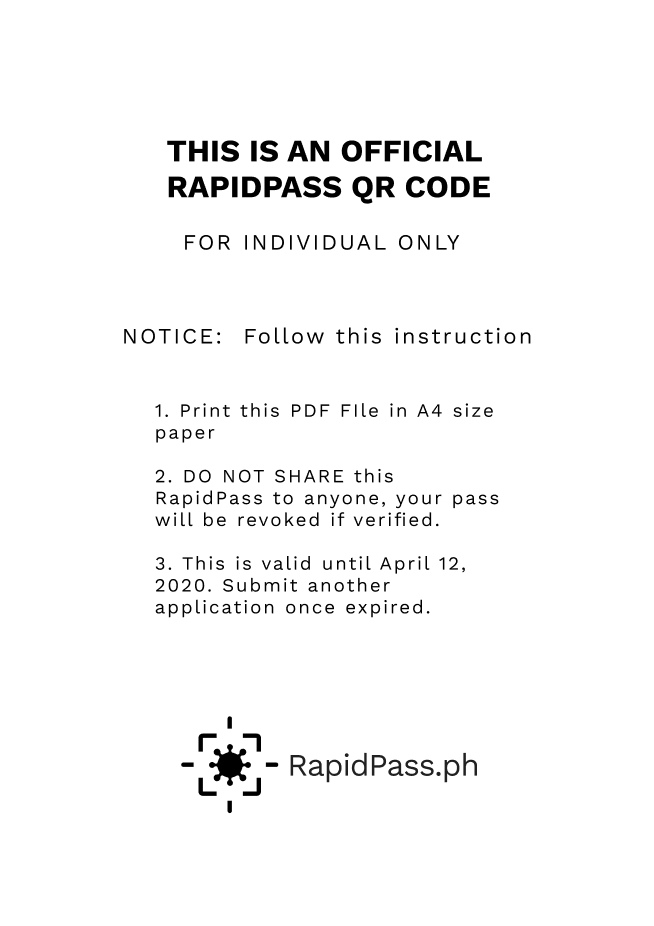 THIS IS AN OFFICIAL
RAPIDPASS QR CODE
FOR INDIVIDUAL ONLY
NOTICE: Follow this instruction
1. Print this PDF FIle in A4 size
paper
2. DO NOT SHARE this
RapidPass to anyone, your pass
will be revoked if verified.
3. This is valid until April 12,
2020. Submit another
application once expired.
RapidPass.ph